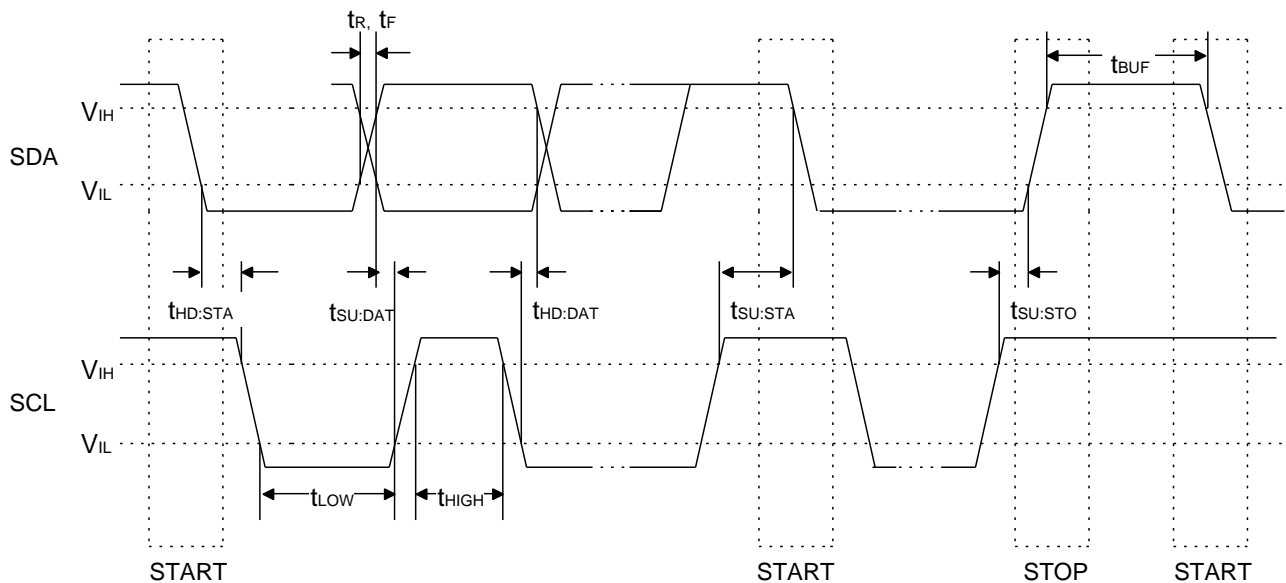 tR, tF
tBUF
VIH
SDA
VIL
tHD:STA
tSU:DAT
tHD:DAT
tSU:STA
tSU:STO
VIH
SCL
VIL
tLOW
tHIGH
START
START
STOP
START